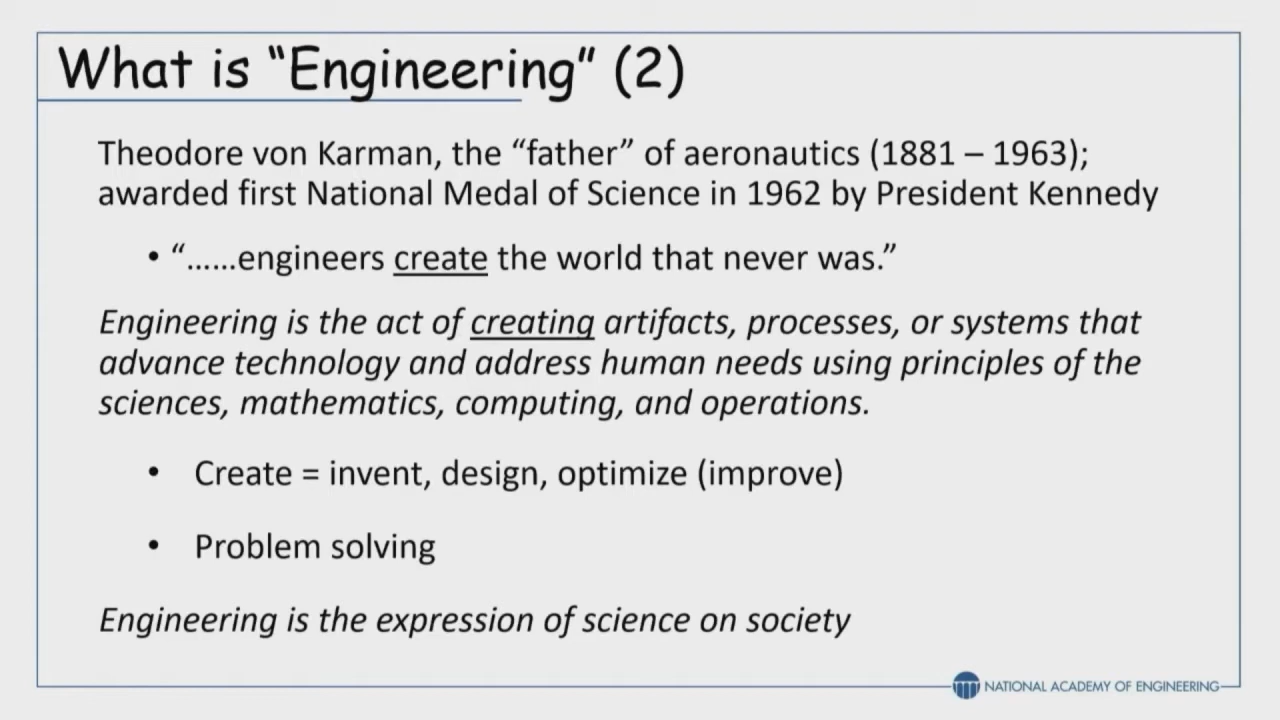 What is “Engineering” (2)
Theodore von Karman, the “father” of aeronautics (1881 – 1963);
awarded first National Medal of Science in 1962 by President Kennedy
• “......engineers create the world that never was.”
Engineering is the act of creating artifacts, processes, or systems that
advance technology and address human needs using principles of the
sciences, mathematics, computing, and operations.
• Create = invent, design, optimize (improve)
• Problem solving
Engineering is the expression of science on society
NATIONAL ACADEMY OF ENGINEERING